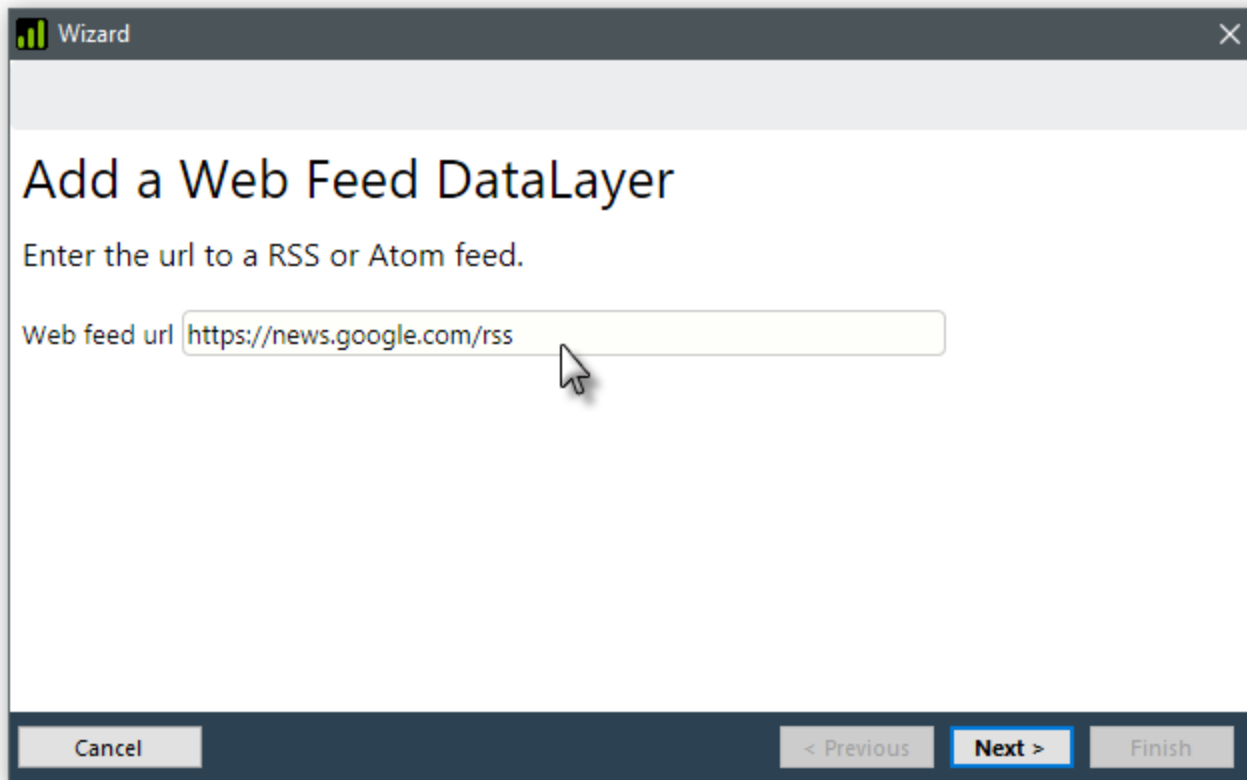 Wizard
Add a Web Feed DataLayer
Enter the url to a RSS or Atom feed.
Web feed url https://news.google.com/rss
Cancel < Previous Next > Finish